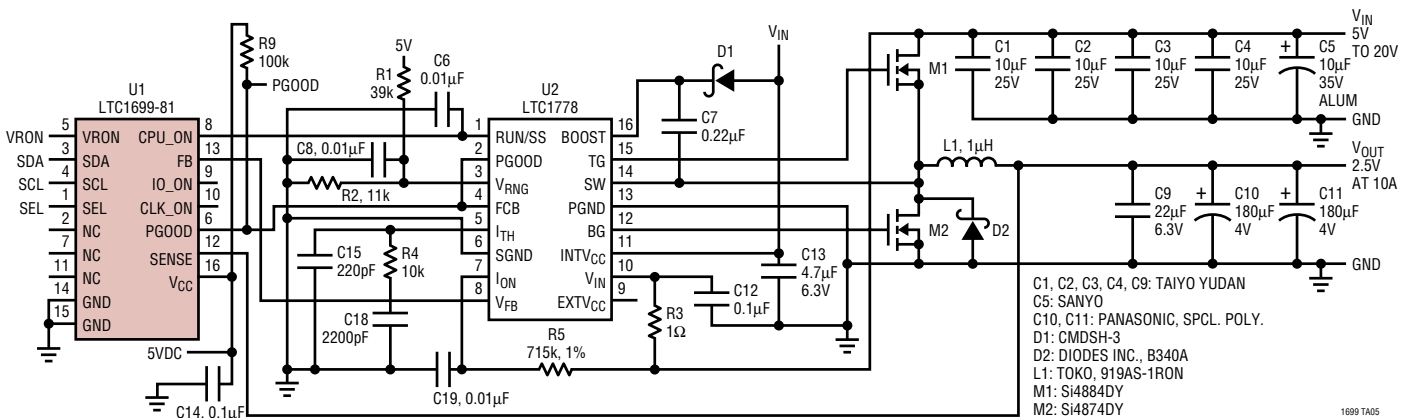 R9
100k
PGOOD
U1
LTC1699-81
VRON
SDA
SCL
SEL
5
3
4
1
2
7
11
14
15
VRON
SDA
SCL
SEL
NC
NC
NC
GND
GND
CPU_ON
FB
IO_ON
CLK_ON
PGOOD
SENSE
VCC
8
13
9
10
6
12
16
5VDC
C14, 0.1µF
5V
R1
39k
C6
0.01µF
C8, 0.01µF
R2, 11k
C15
220pF
R4
10k
C18
2200pF
C19, 0.01µF
R5
715k, 1%
U2
LTC1778
1
2
3
4
5
6
7
8
RUN/SS
PGOOD
VRNG
FCB
ITH
SGND
ION
VFB
BOOST
TG
SW
PGND
BG
INTVCC
VIN
EXTVCC
16
15
14
13
12
11
10
9
D1
VIN
C7
0.22µF
R3
1Ω
C12
0.1µF
C13
4.7µF
6.3V
M1
M2
D2
L1, 1µH
C1
10µF
25V
C2
10µF
25V
C3
10µF
25V
C4
10µF
25V
+
C5
10µF
35V
ALUM
VIN
5V
TO 20V
GND
VOUT
2.5V
AT 10A
C9
22µF
6.3V
+
C10
180µF
4V
+
C11
180µF
4V
GND
C1, C2, C3, C4, C9: TAIYO YUDAN
C5: SANYO
C10, C11: PANASONIC, SPCL. POLY.
D1: CMDSH-3
D2: DIODES INC., B340A
L1: TOKO, 919AS-1RON
M1: Si4884DY
M2: Si4874DY
1699 TA05